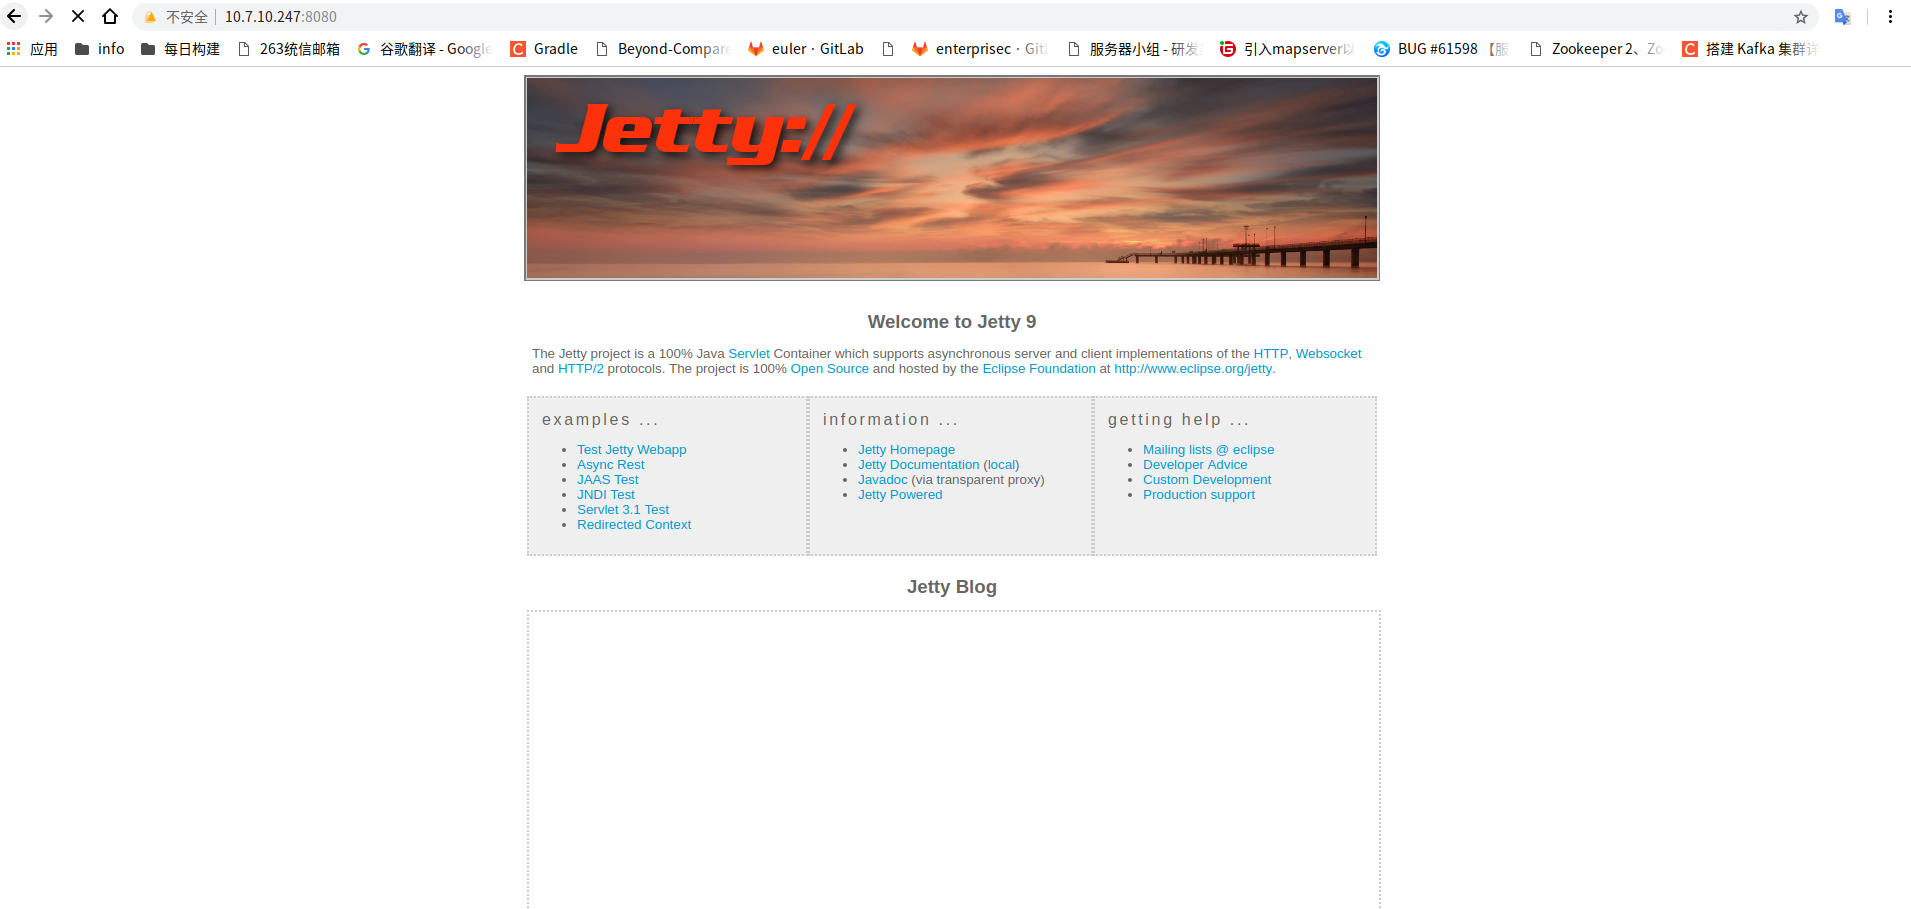 不安全 10.7.10.247:8080
应用 info 每日构建 263统信邮箱 谷歌翻译 - Google Gradle Beyond-Compare euler · GitLab enterprisec · Git 服务器小组 - 研发 引入mapserver以 BUG #61598 【服 Zookeeper 2、Zo 搭建 Kafka 集群详
Jetty://
Welcome to Jetty 9
The Jetty project is a 100% Java Servlet Container which supports asynchronous server and client implementations of the HTTP, Websocket
and HTTP/2 protocols. The project is 100% Open Source and hosted by the Eclipse Foundation at http://www.eclipse.org/jetty.
examples ...
Test Jetty Webapp
Async Rest
JAAS Test
JNDI Test
Servlet 3.1 Test
Redirected Context
information ...
Jetty Homepage
Jetty Documentation (local)
Javadoc (via transparent proxy)
Jetty Powered
getting help ...
Mailing lists @ eclipse
Developer Advice
Custom Development
Production support
Jetty Blog